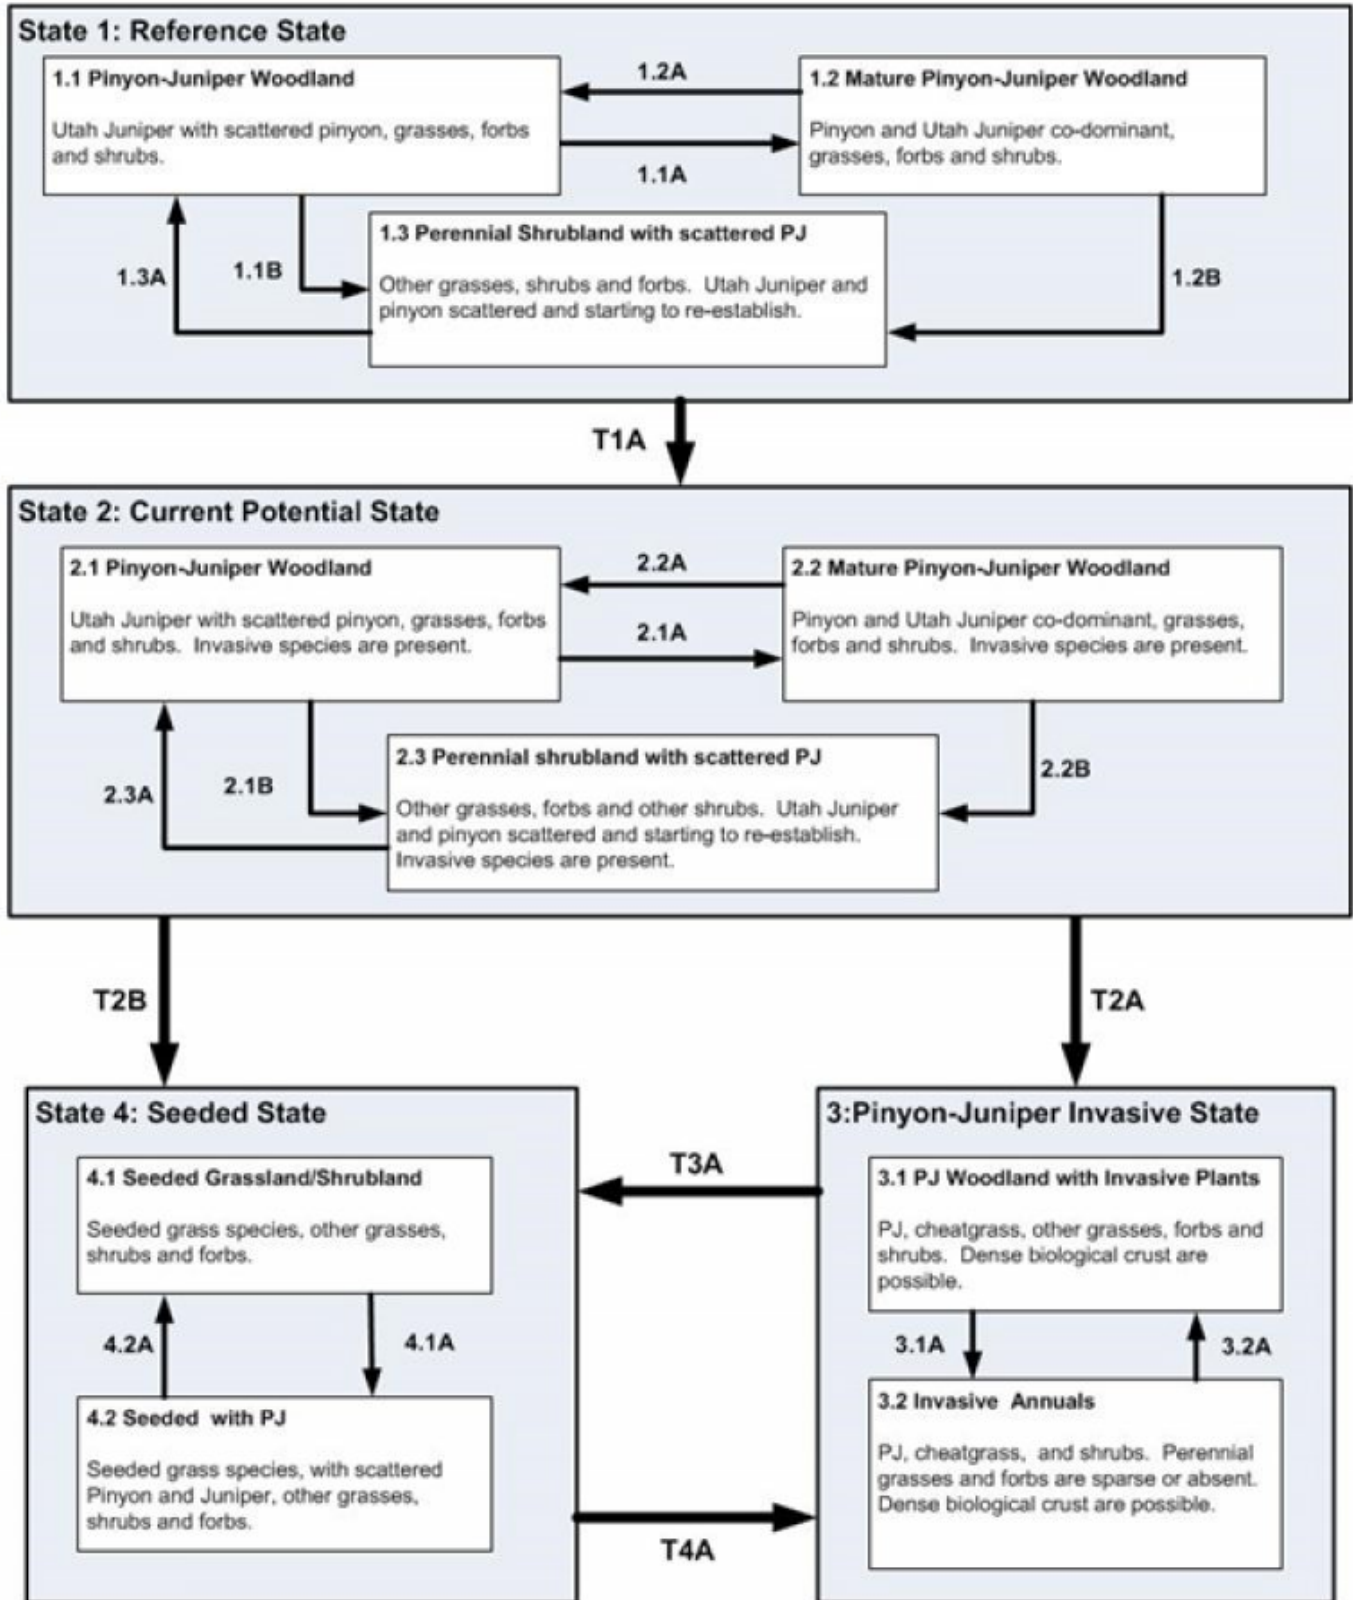 State 1: Reference State
1.1 Pinyon-Juniper Woodland
Utah Juniper with scattered pinyon, grasses, forbs
and shrubs.
1.2A
1.1A
1.2 Mature Pinyon-Juniper Woodland
Pinyon and Utah Juniper co-dominant,
grasses, forbs and shrubs.
1.3A
1.1B
1.3 Perennial Shrubland with scattered PJ
Other grasses, shrubs and forbs.  Utah Juniper and
pinyon scattered and starting to re-establish.
1.2B
T1A
State 2: Current Potential State
2.1 Pinyon-Juniper Woodland
Utah Juniper with scattered pinyon, grasses, forbs
and shrubs.  Invasive species are present.
2.2A
2.1A
2.2 Mature Pinyon-Juniper Woodland
Pinyon and Utah Juniper co-dominant, grasses,
forbs and shrubs.  Invasive species are present.
2.3A
2.1B
2.3 Perennial shrubland with scattered PJ
Other grasses, forbs and other shrubs.  Utah Juniper
and pinyon scattered and starting to re-establish.
Invasive species are present.
2.2B
T2B
T2A
State 4: Seeded State
4.1 Seeded Grassland/Shrubland
Seeded grass species, other grasses,
shrubs and forbs.
4.2A
4.1A
4.2 Seeded  with PJ
Seeded grass species, with scattered
Pinyon and Juniper, other grasses,
shrubs and forbs.
T3A
T4A
3:Pinyon-Juniper Invasive State
3.1 PJ Woodland with Invasive Plants
PJ, cheatgrass, other grasses, forbs and
shrubs.  Dense biological crust are
possible.
3.1A
3.2A
3.2 Invasive  Annuals
PJ, cheatgrass,  and shrubs.  Perennial
grasses and forbs are sparse or absent.
Dense biological crust are possible.